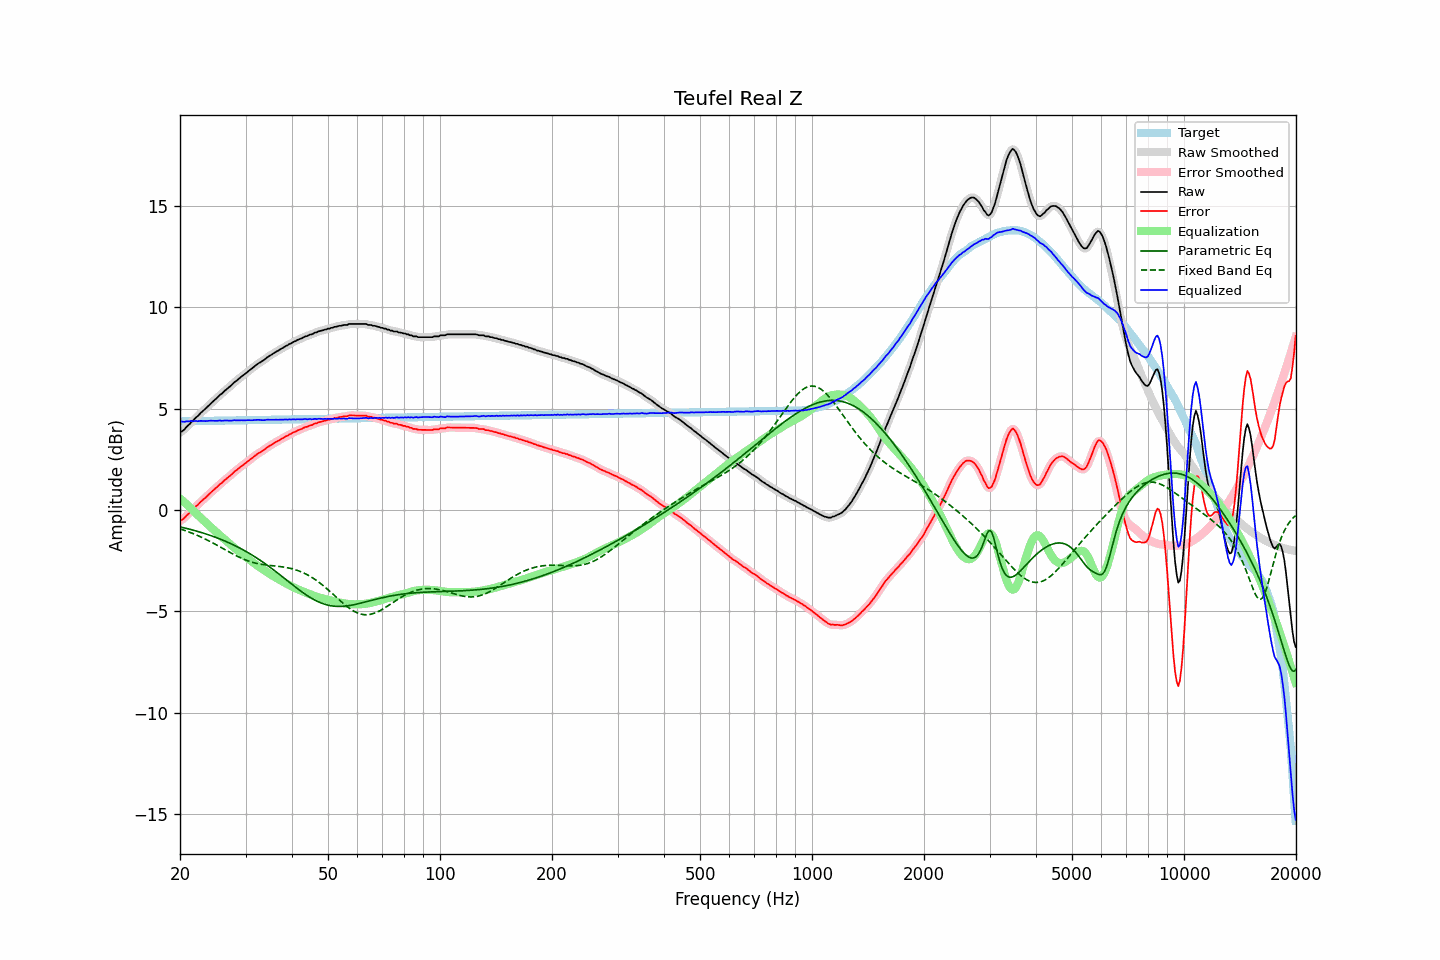 Teufel Real Z
Target
Raw Smoothed
Error Smoothed
Raw
Error
Equalization
Parametric Eq
Fixed Band Eq
Equalized
Amplitude (dBr)
15
10
5
0
−5
−10
−15
20
50
100
200
500
1000
2000
5000
10000
20000
Frequency (Hz)